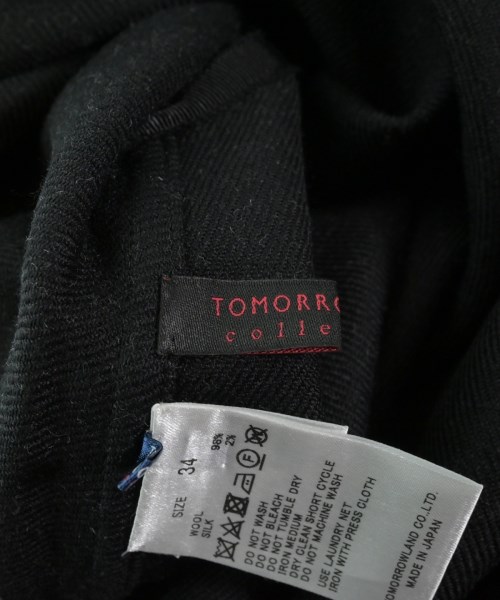 TOMORRO
colle
SIZE 34
WOOL 98%
SILK 2%
DO NOT WASH
DO NOT BLEACH
DO NOT TUMBLE DRY
IRON MEDIUM
DRY CLEAN SHORT CYCLE
DO NOT MACHINE WASH
USE LAUNDRY NET
IRON WITH PRESS CLOTH
TOMORROWLAND CO.,LTD.
MADE IN JAPAN